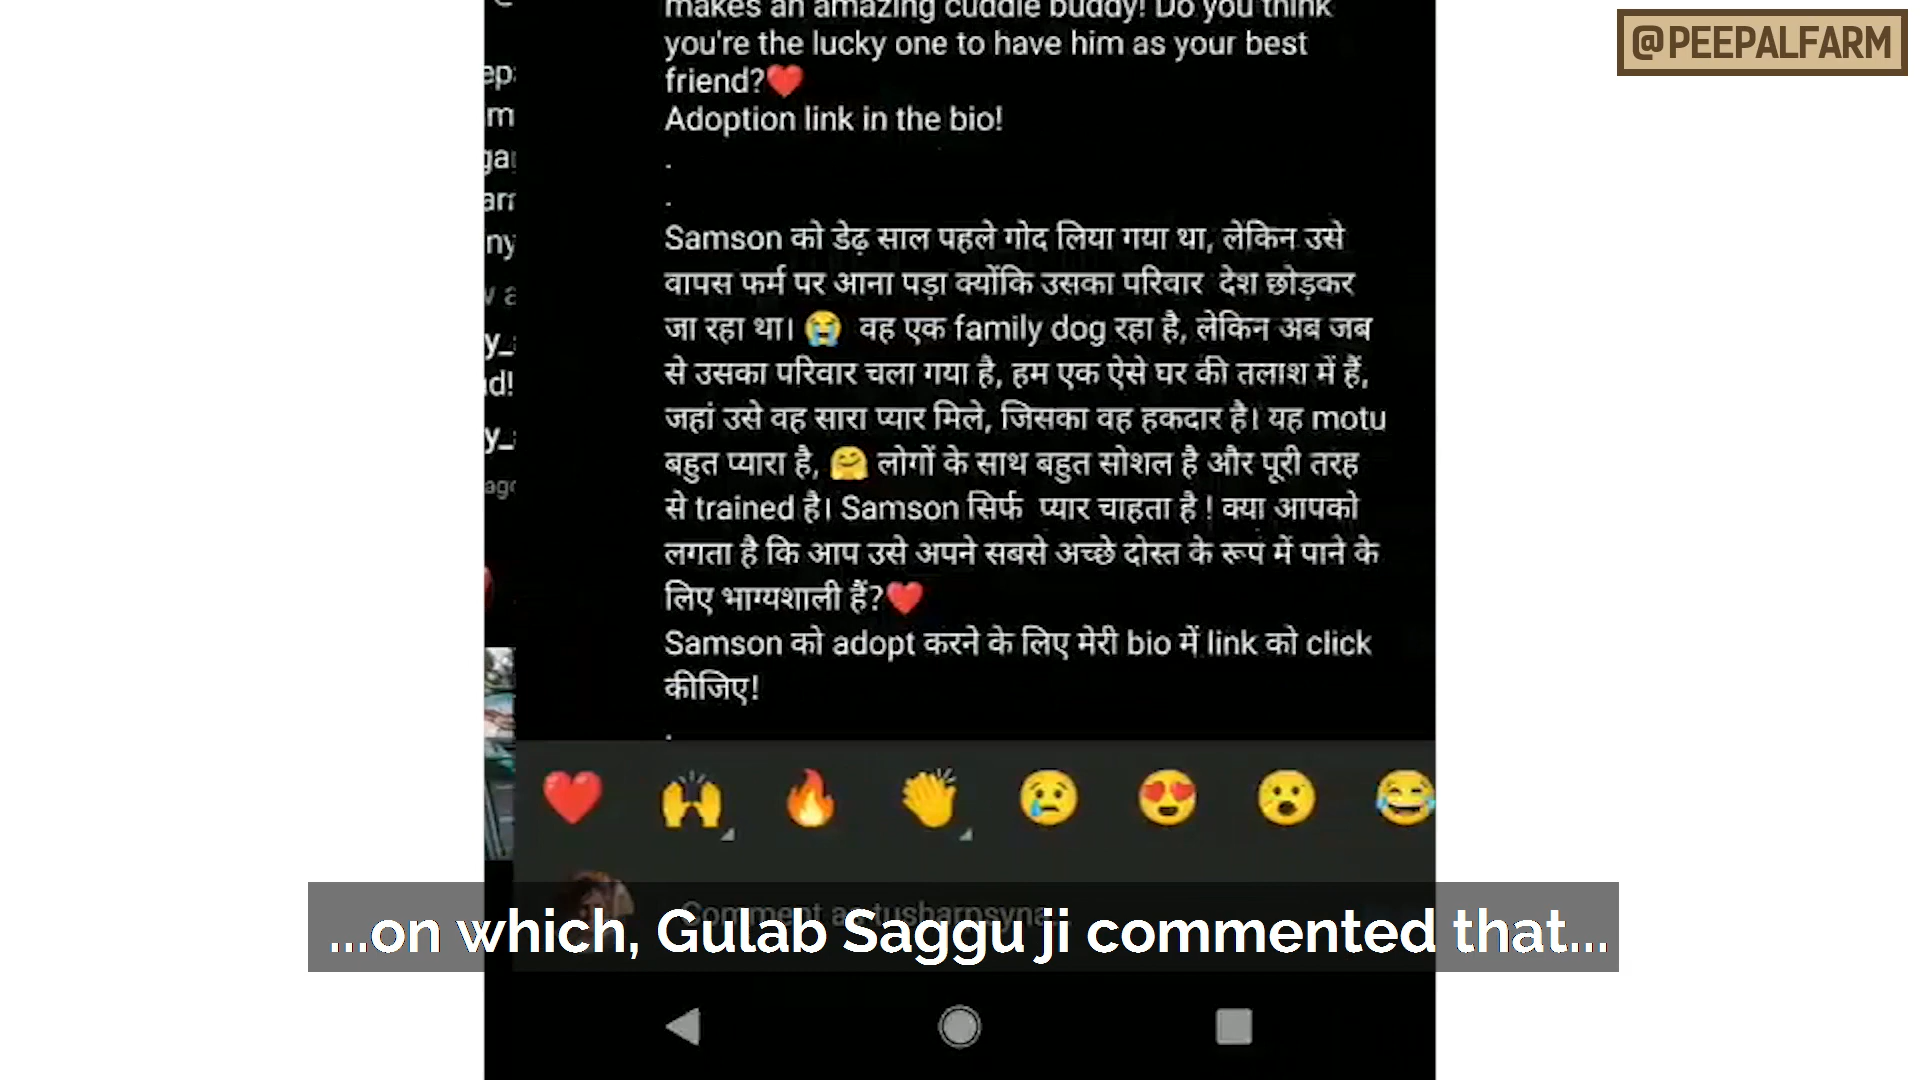 @PEEPALFARM
makes an amazing cuddle buddy! Do you think
you're the lucky one to have him as your best
friend?❤️
Adoption link in the bio!
.
.
Samson को डेढ़ साल पहले गोद लिया गया था, लेकिन उसे
वापस फर्म पर आना पड़ा क्योंकि उसका परिवार देश छोड़कर
जा रहा था। 😭 वह एक family dog रहा है, लेकिन अब जब
से उसका परिवार चला गया है, हम एक ऐसे घर की तलाश में हैं,
जहां उसे वह सारा प्यार मिले, जिसका वह हकदार है। यह motu
बहुत प्यारा है, 🤗 लोगों के साथ बहुत सोशल है और पूरी तरह
से trained है। Samson सिर्फ प्यार चाहता है ! क्या आपको
लगता है कि आप उसे अपने सबसे अच्छे दोस्त के रूप में पाने के
लिए भाग्यशाली हैं?❤️
Samson को adopt करने के लिए मेरी bio में link को click
कीजिए!
.
...on which, Gulab Saggu ji commented that...